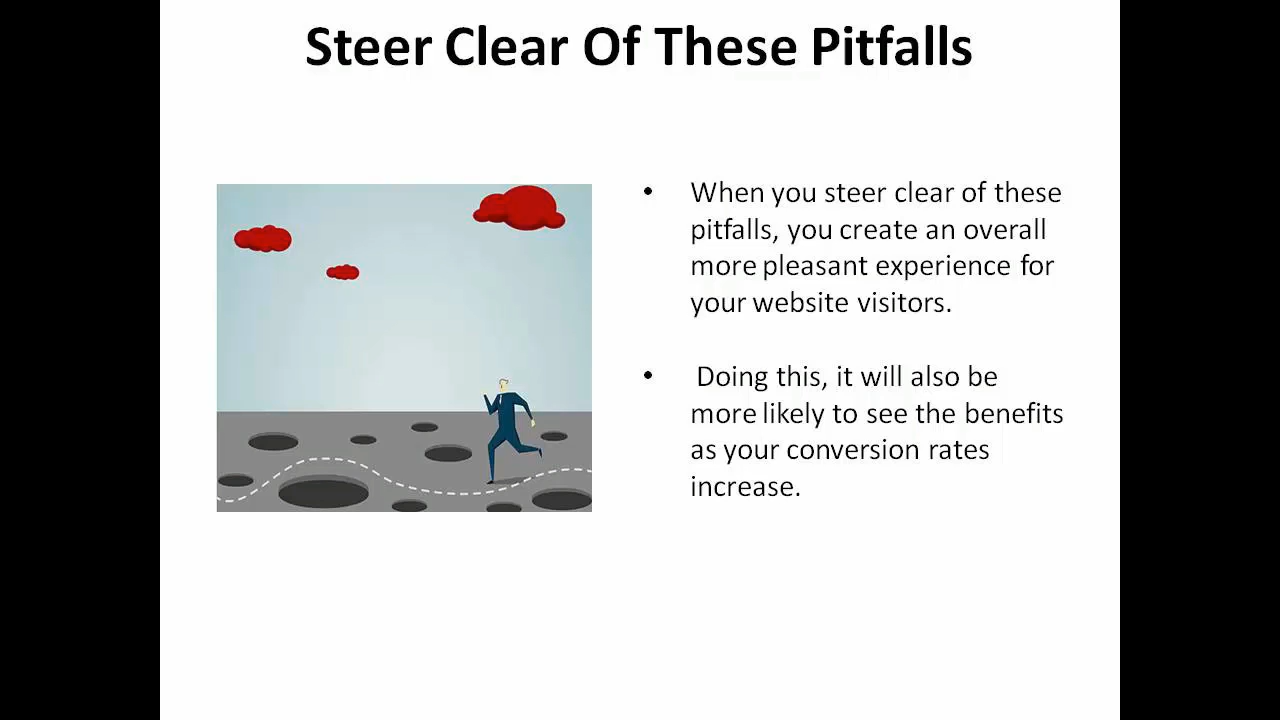 Steer Clear Of These Pitfalls
• When you steer clear of these
pitfalls, you create an overall
more pleasant experience for
your website visitors.
• Doing this, it will also be
more likely to see the benefits
as your conversion rates
increase.